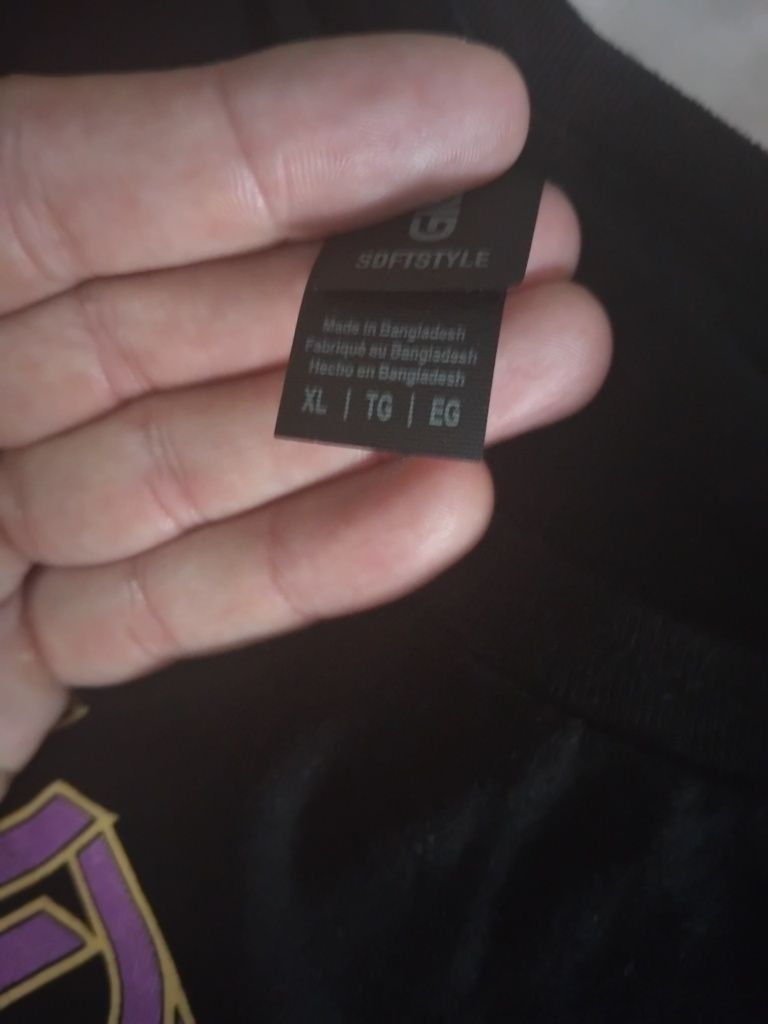 G
SOFTSTYLE
Made in Bangladesh
Fabriqué au Bangladesh
Hecho en Bangladesh
XL | TG | EG